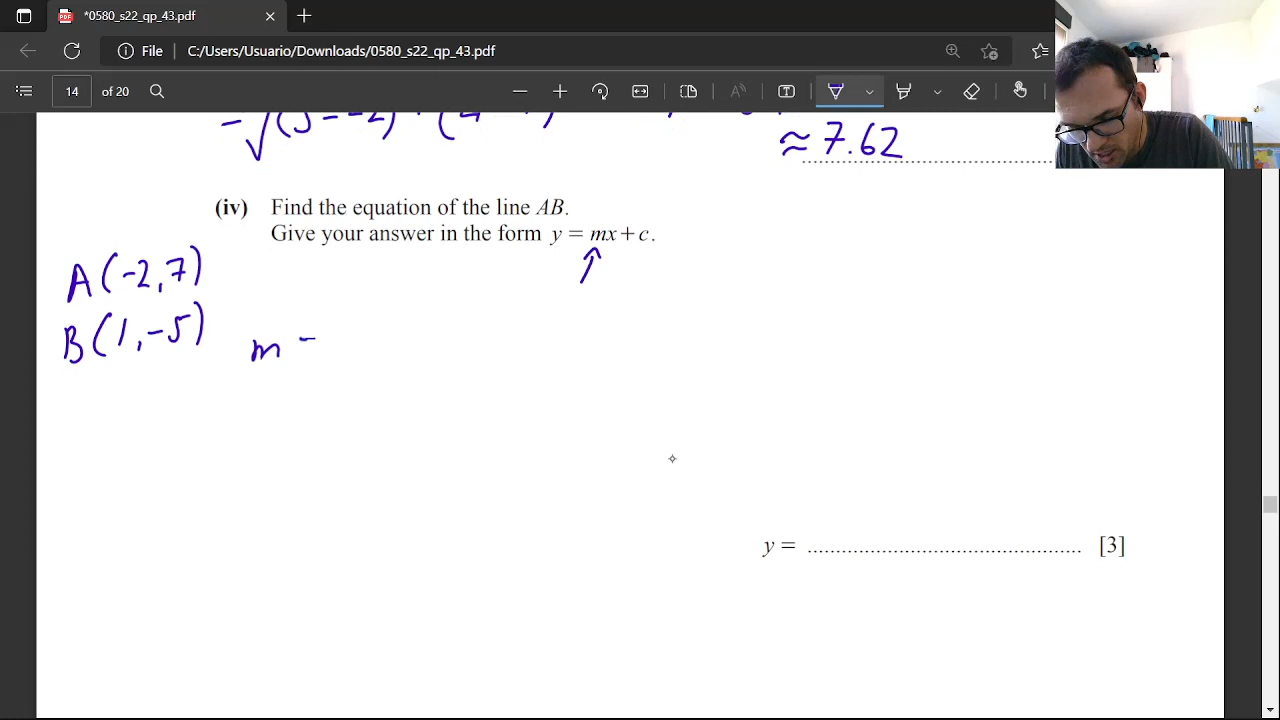 *0580_s22_qp_43.pdf
File C:/Users/Usuario/Downloads/0580_s22_qp_43.pdf
14 of 20
≈ 7.62
(iv) Find the equation of the line AB.
Give your answer in the form y = mx + c.
A(-2,7)
B(1,-5)
m
y = .............................................. [3]